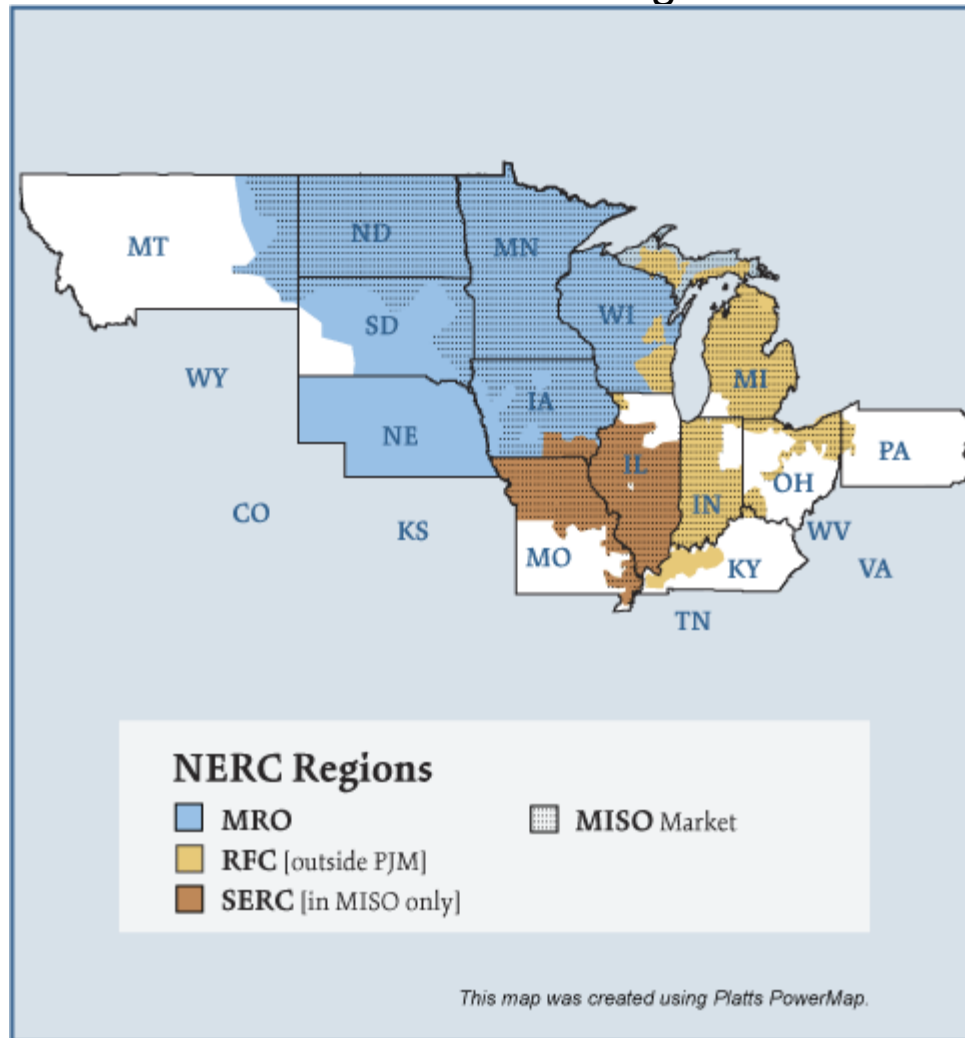 MT
ND
MN
WI
SD
WY
MI
IA
NE
PA
IL
OH
IN
CO
KS
WV
MO
KY
VA
TN
NERC Regions
MRO
MISO Market
RFC [outside PJM]
SERC [in MISO only]
This map was created using Platts PowerMap.